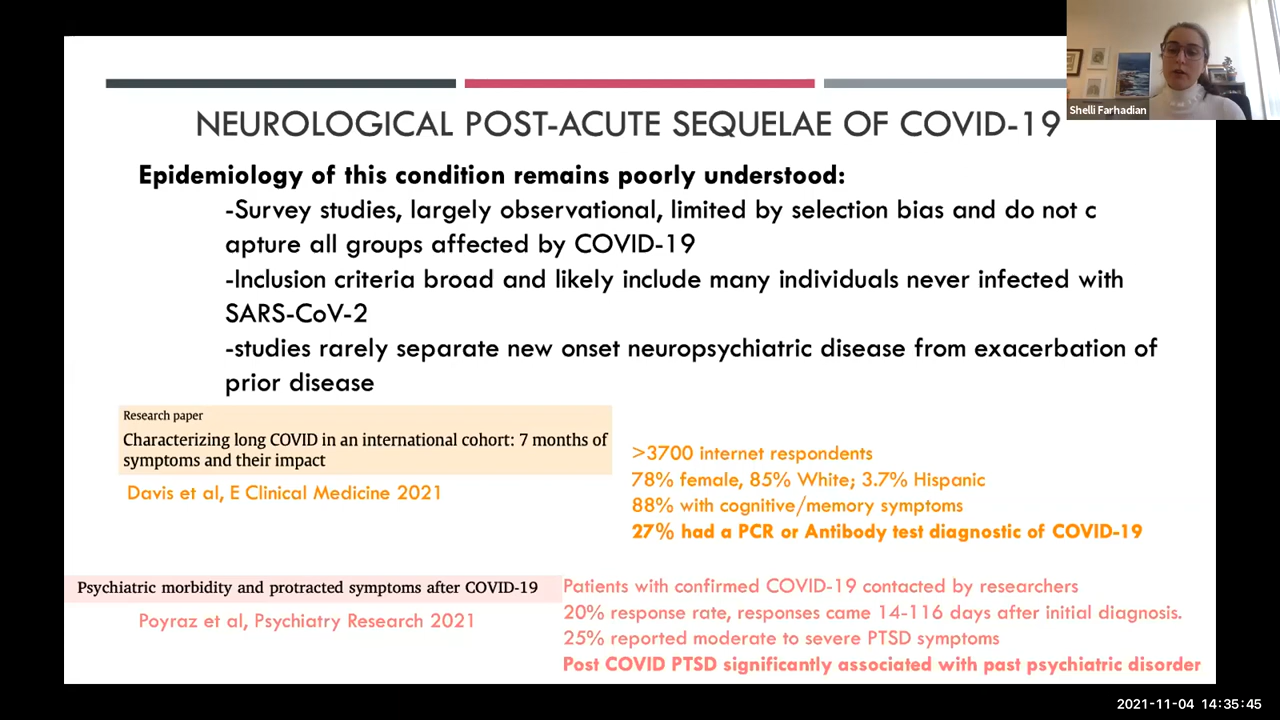 Shelli Farhadian
NEUROLOGICAL POST-ACUTE SEQUELAE OF COVID-19
Epidemiology of this condition remains poorly understood:
-Survey studies, largely observational, limited by selection bias and do not c
apture all groups affected by COVID-19
-Inclusion criteria broad and likely include many individuals never infected with
SARS-CoV-2
-studies rarely separate new onset neuropsychiatric disease from exacerbation of
prior disease
Research paper
Characterizing long COVID in an international cohort: 7 months of
symptoms and their impact
Davis et al, E Clinical Medicine 2021
>3700 internet respondents
78% female, 85% White; 3.7% Hispanic
88% with cognitive/memory symptoms
27% had a PCR or Antibody test diagnostic of COVID-19
Psychiatric morbidity and protracted symptoms after COVID-19
Poyraz et al, Psychiatry Research 2021
Patients with confirmed COVID-19 contacted by researchers
20% response rate, responses came 14-116 days after initial diagnosis.
25% reported moderate to severe PTSD symptoms
Post COVID PTSD significantly associated with past psychiatric disorder
2021-11-04 14:35:45